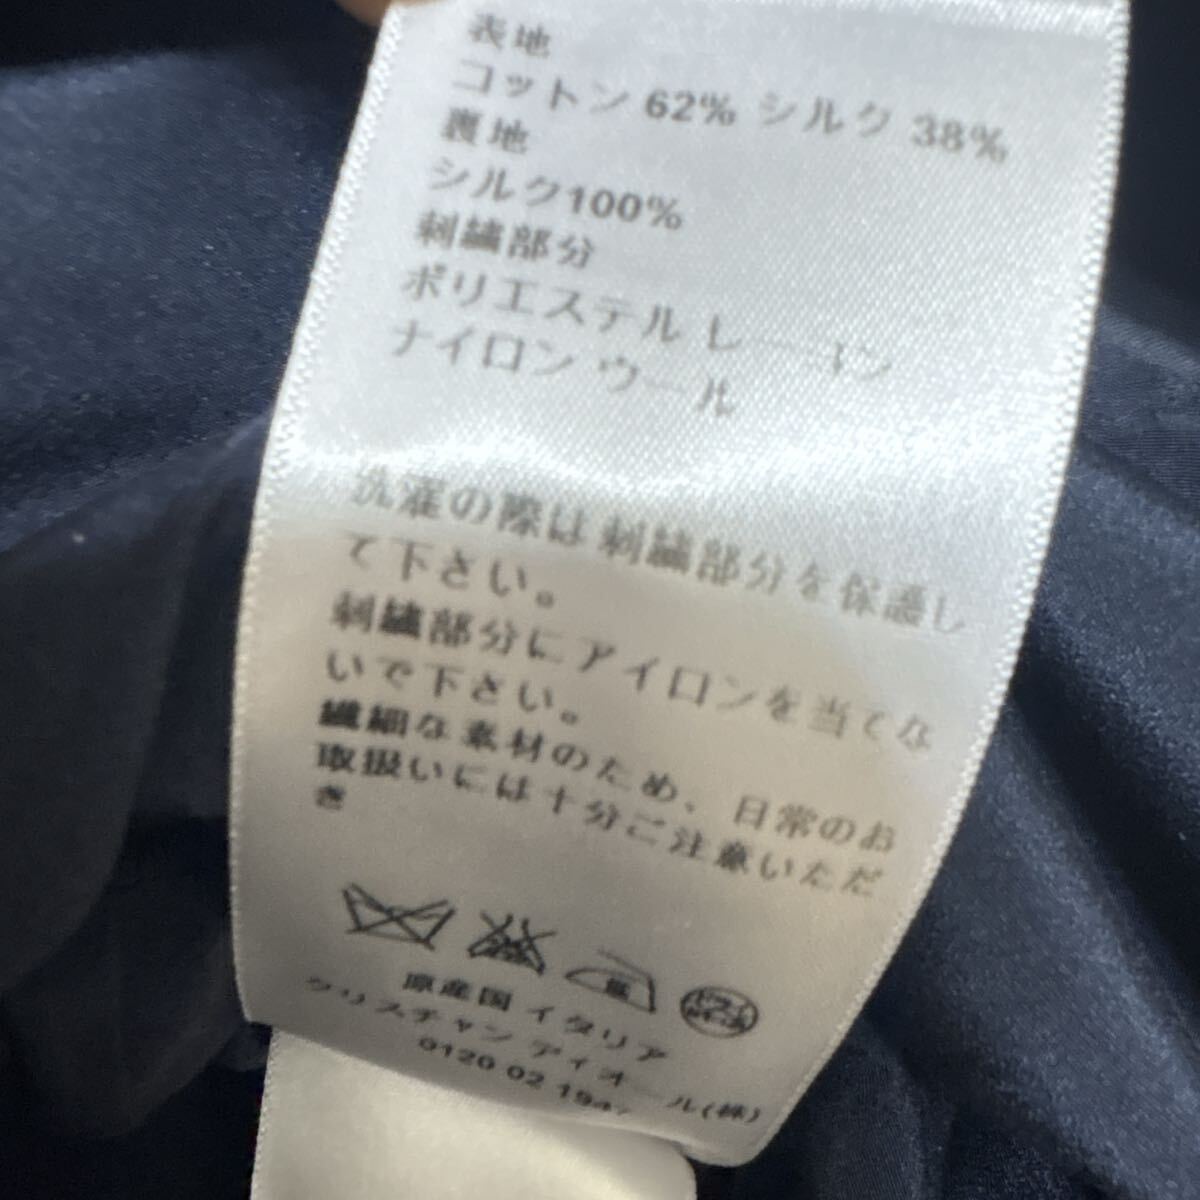 表地
コットン 62% シルク 38%
裏地
シルク100%
刺繍部分
ポリエステル レーヨン
ナイロン ウール
洗濯の際は刺繍部分を保護し
て下さい。
刺繍部分にアイロンを当てな
いで下さい。
繊細な素材のため、日常のお
取扱いには十分ご注意いただ
き
原産国 イタリア
クリスチャン ディオール(株)
0120 02 1947